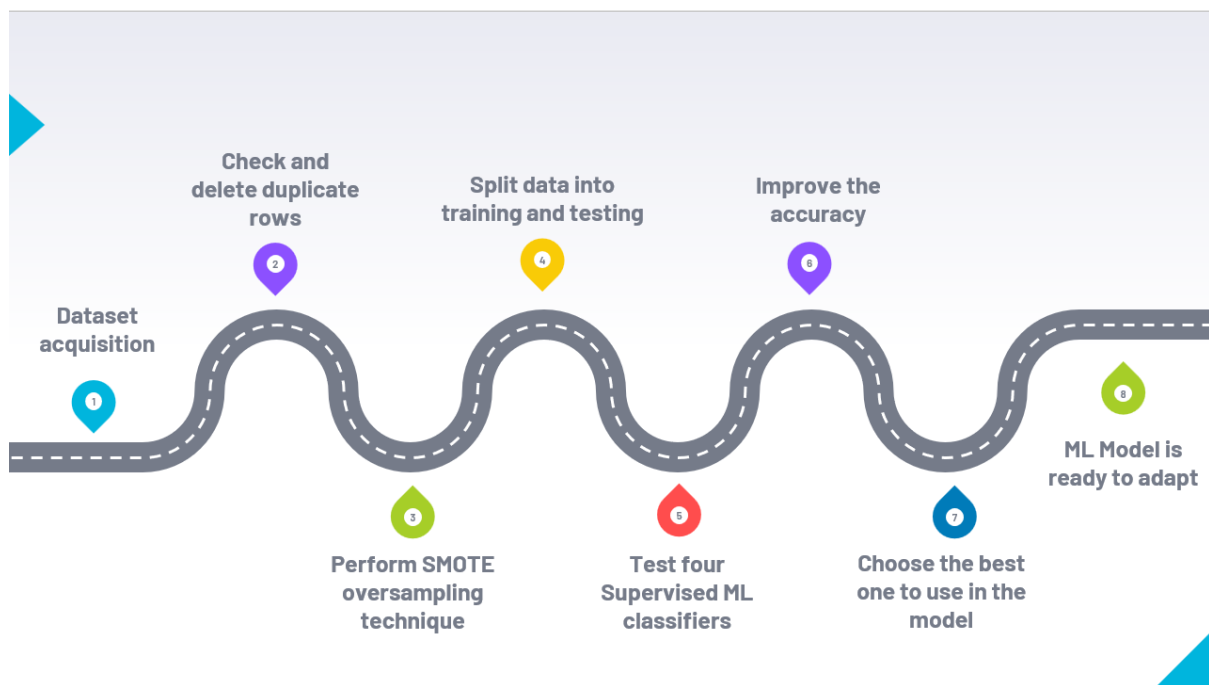 Dataset
acquisition
1
Check and
delete duplicate
rows
2
3
Perform SMOTE
oversampling
technique
Split data into
training and testing
4
5
Test four
Supervised ML
classifiers
Improve the
accuracy
6
7
Choose the best
one to use in the
model
8
ML Model is
ready to adapt